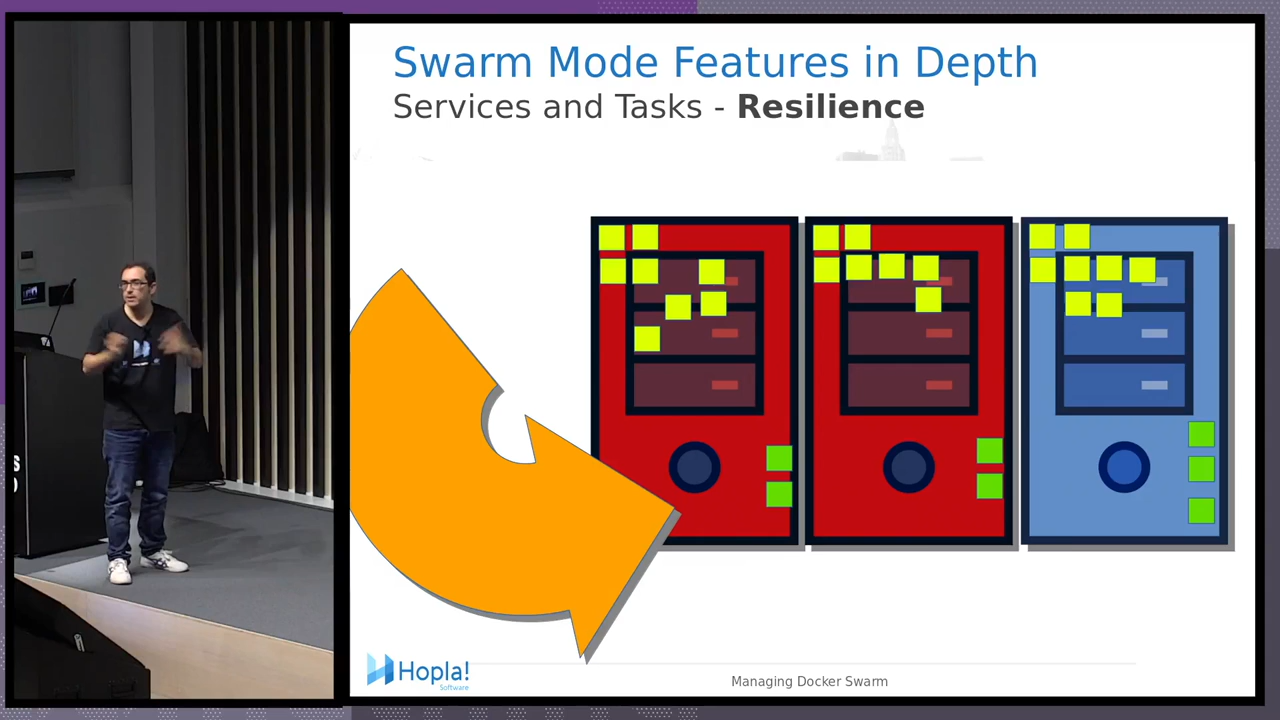 Swarm Mode Features in Depth
Services and Tasks - Resilience
Hopla!
Software
Managing Docker Swarm